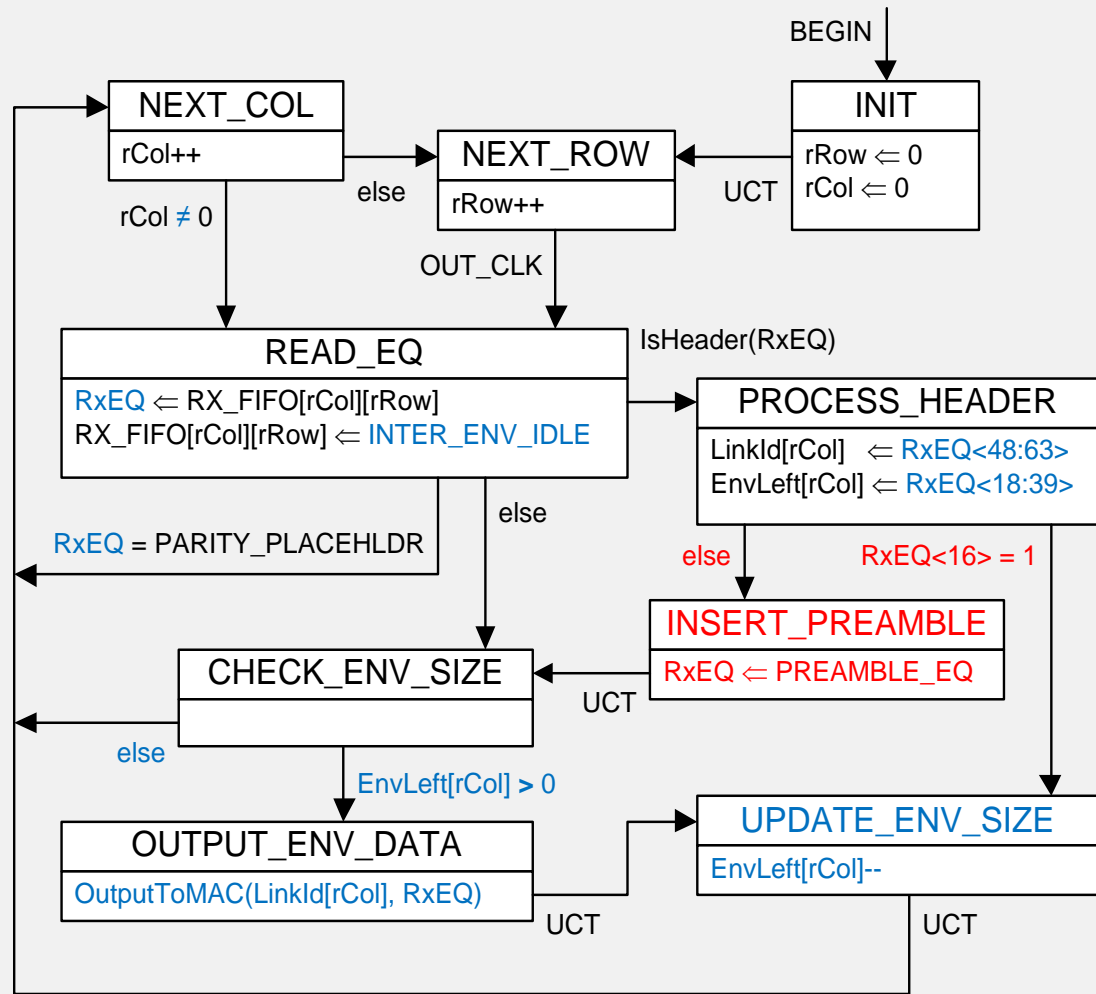 BEGIN
NEXT_COL
rCol++
INIT
rRow ⇐ 0
rCol ⇐ 0
NEXT_ROW
rRow++
else
UCT
rCol ≠ 0
OUT_CLK
READ_EQ
RxEQ ⇐ RX_FIFO[rCol][rRow]
RX_FIFO[rCol][rRow] ⇐ INTER_ENV_IDLE
IsHeader(RxEQ)
PROCESS_HEADER
LinkId[rCol] ⇐ RxEQ<48:63>
EnvLeft[rCol] ⇐ RxEQ<18:39>
else
RxEQ = PARITY_PLACEHLDR
else
RxEQ<16> = 1
INSERT_PREAMBLE
RxEQ ⇐ PREAMBLE_EQ
CHECK_ENV_SIZE
UCT
else
EnvLeft[rCol] > 0
OUTPUT_ENV_DATA
OutputToMAC(LinkId[rCol], RxEQ)
UPDATE_ENV_SIZE
EnvLeft[rCol]--
UCT
UCT